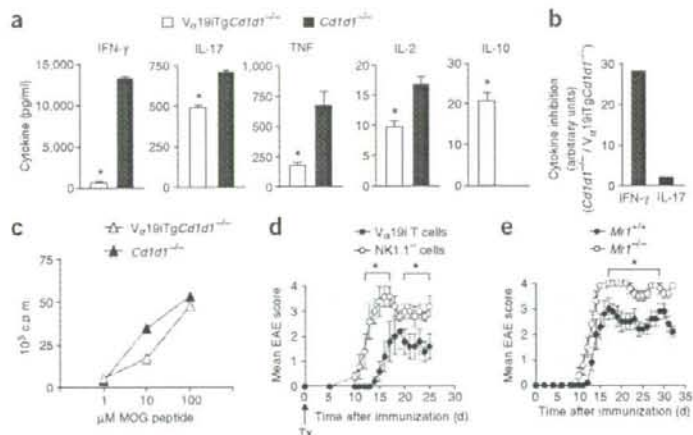 a
□ Vα19iTgCd1d1−/−
■ Cd1d1−/−
b
IFN-γ
IL-17
TNF
IL-2
IL-10
Cytokine (pg/ml)
15,000
10,000
5,000
0
750
500
250
0
1,000
750
500
250
0
20
15
10
5
0
30
20
10
0
*
*
*
*
*
Cytokine inhibition
(arbitrary units)
(Cd1d1−/− / Vα19iTgCd1d1−/−)
30
20
10
0
IFN-γ
IL-17
c
Vα19iTgCd1d1−/−
Cd1d1−/−
10³ c.p.m.
75
50
25
0
1
10
100
μM MOG peptide
d
Vα19i T cells
NK1.1
cells
*
*
Mean EAE score
4
3
2
1
0
0
5
10
15
20
25
30
Time after immunization (d)
Tx
e
Mr1+/+
Mr1−/−
*
Mean EAE score
4
3
2
1
0
0
5
10
15
20
25
30
35
Time after immunization (d)